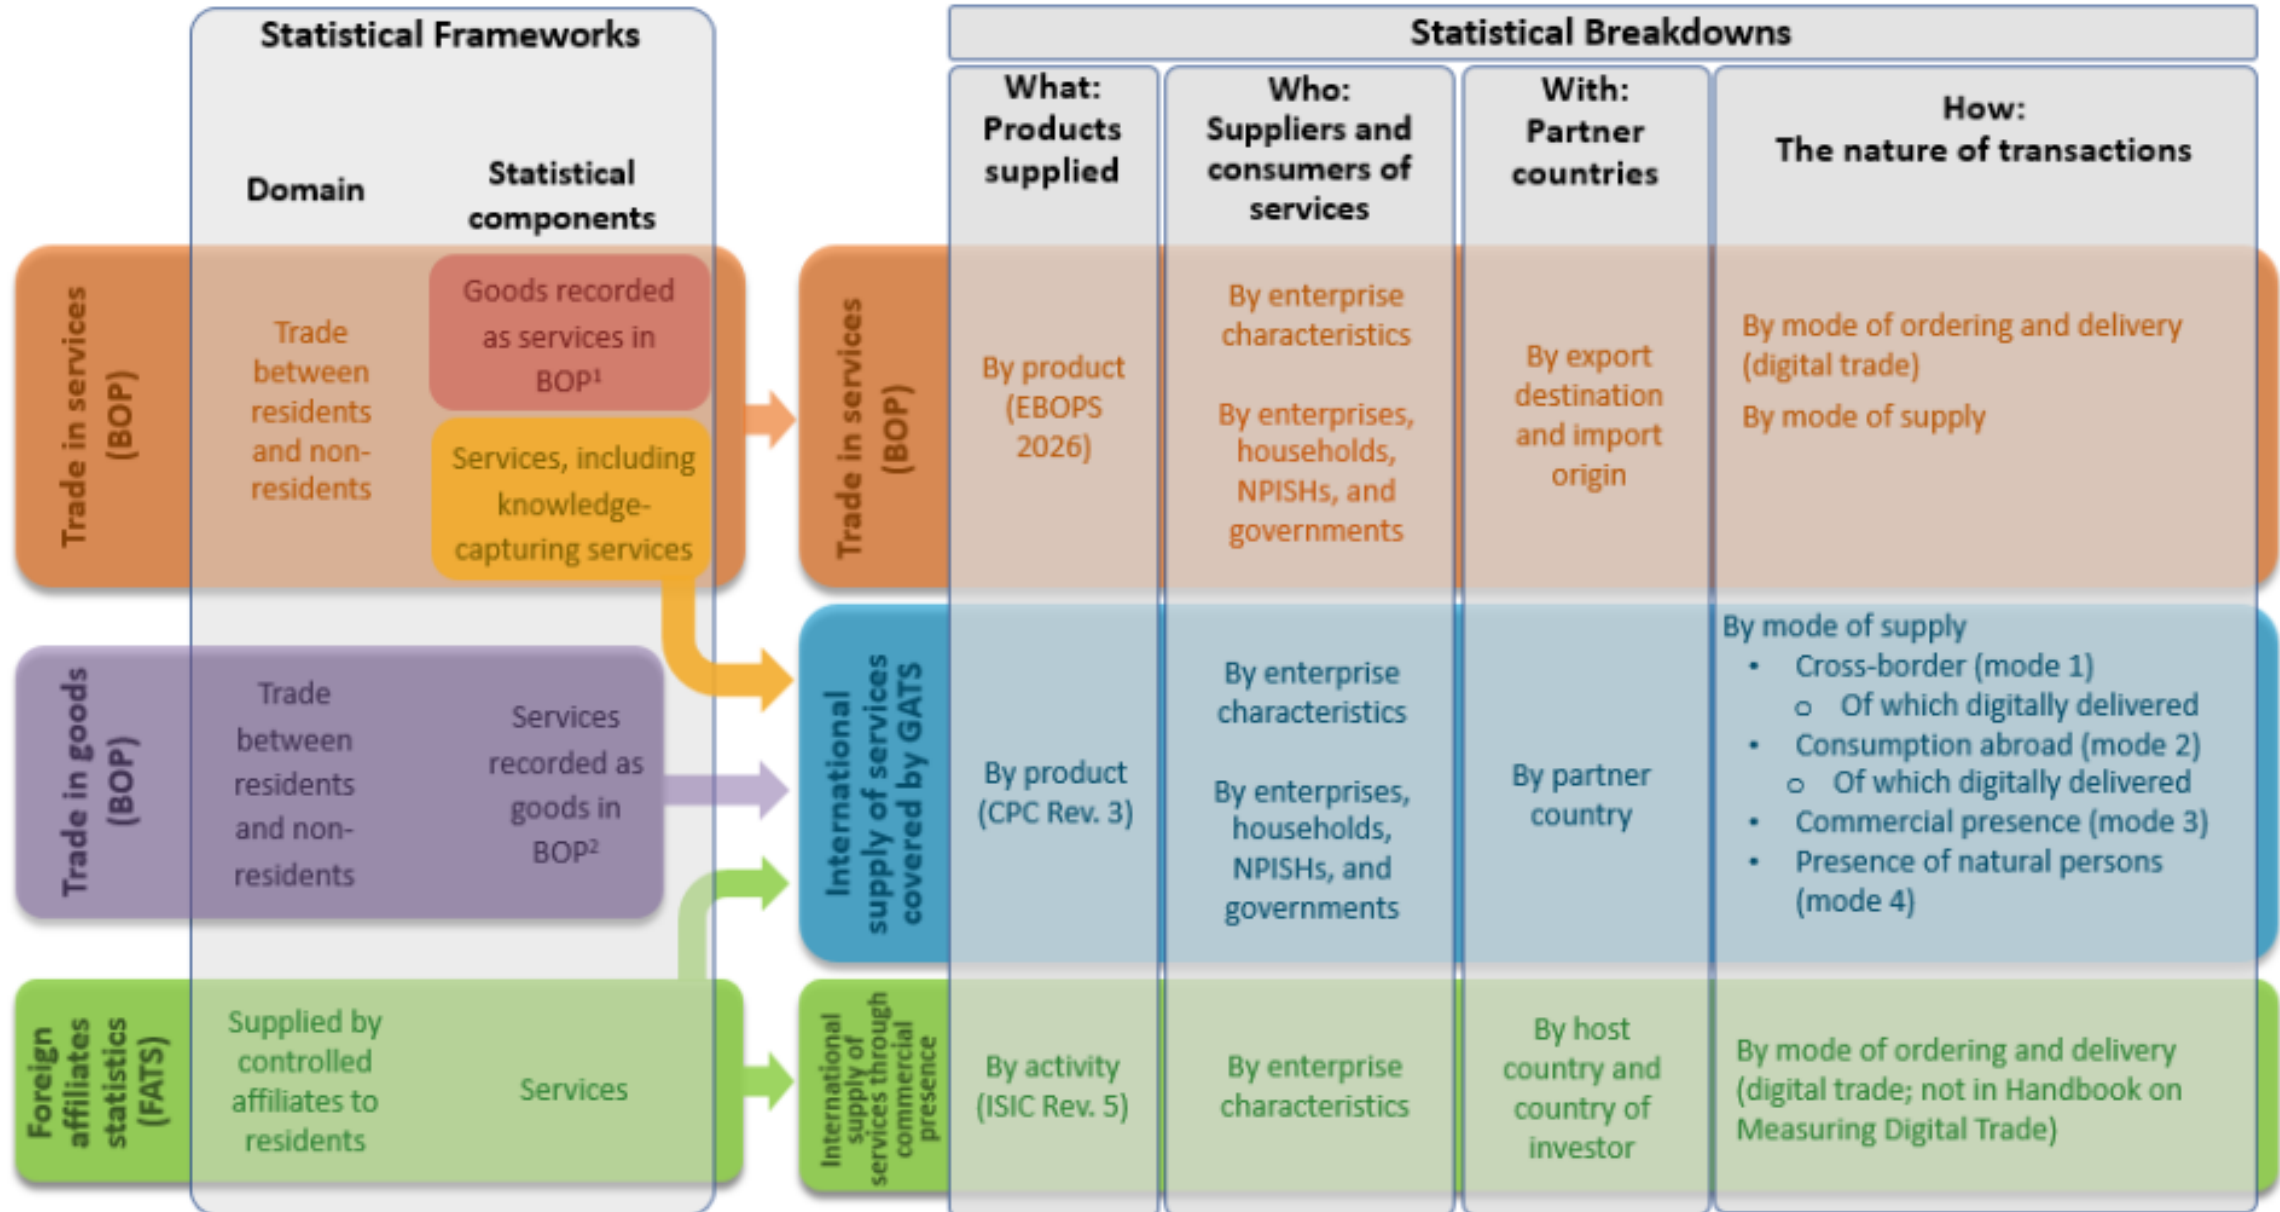 Statistical Frameworks
Domain
Statistical
components
Trade in services
(BOP)
Trade
between
residents
and non-
residents
Goods recorded
as services in
BOP¹
Services, including
knowledge-
capturing services
Trade in goods
(BOP)
Trade
between
residents
and non-
residents
Services
recorded as
goods in
BOP²
Foreign
affiliates
statistics
(FATS)
Supplied by
controlled
affiliates to
residents
Services
Statistical Breakdowns
What:
Products
supplied
Who:
Suppliers and
consumers of
services
With:
Partner
countries
How:
The nature of transactions
Trade in services
(BOP)
By product
(EBOPS
2026)
By enterprise
characteristics
By enterprises,
households,
NPISHs, and
governments
By export
destination
and import
origin
By mode of ordering and delivery
(digital trade)
By mode of supply
International
supply of services
covered by GATS
By product
(CPC Rev. 3)
By enterprise
characteristics
By enterprises,
households,
NPISHs, and
governments
By partner
country
By mode of supply
• Cross-border (mode 1)
o Of which digitally delivered
• Consumption abroad (mode 2)
o Of which digitally delivered
• Commercial presence (mode 3)
• Presence of natural persons
(mode 4)
International
supply of
services through
commercial
presence
By activity
(ISIC Rev. 5)
By enterprise
characteristics
By host
country and
country of
investor
By mode of ordering and delivery
(digital trade; not in Handbook on
Measuring Digital Trade)